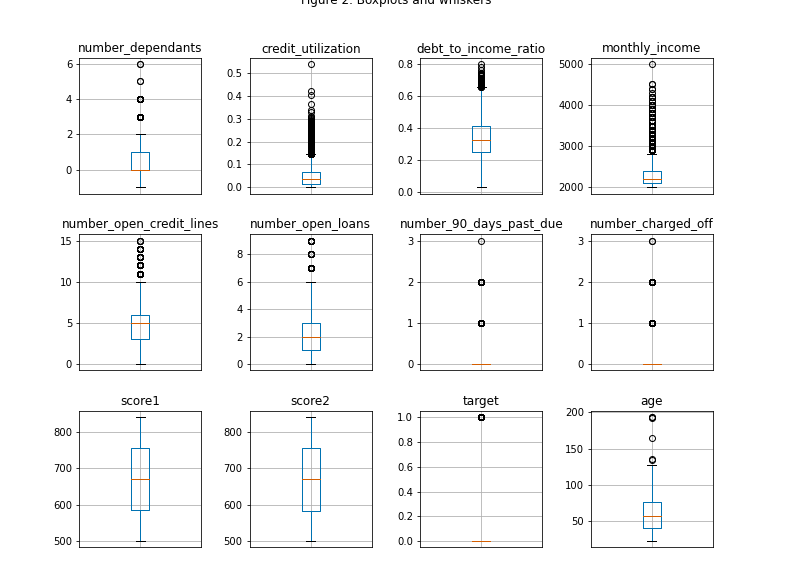 Figure 2: Boxplots and whiskers
number_dependants credit_utilization debt_to_income_ratio monthly_income
6 4 2 0
0.5 0.4 0.3 0.2 0.1 0.0
0.8 0.6 0.4 0.2 0.0
5000 4000 3000 2000
number_open_credit_lines number_open_loans number_90_days_past_due number_charged_off
15 10 5 0
8 6 4 2 0
3 2 1 0
3 2 1 0
score1 score2 target age
800 700 600 500
800 700 600 500
1.0 0.8 0.6 0.4 0.2 0.0
200 150 100 50